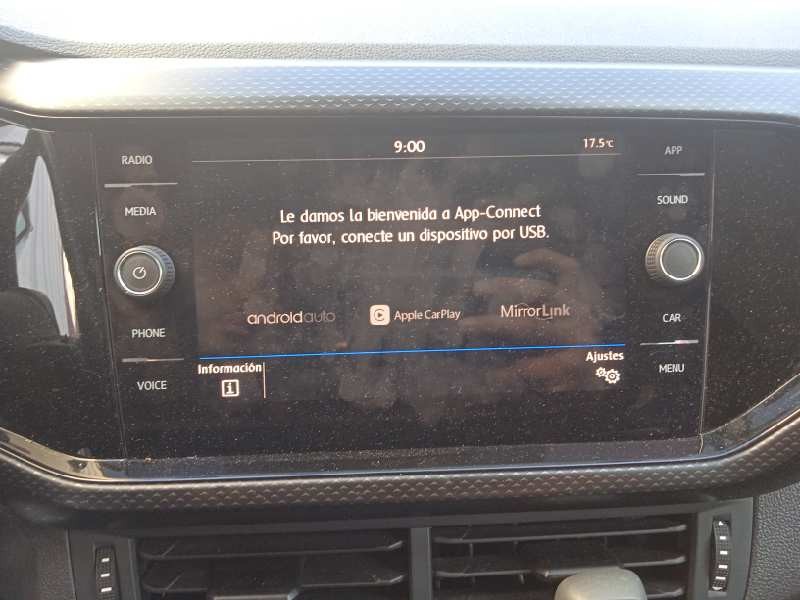 9:00
17.5°C
RADIO
MEDIA
PHONE
VOICE
Le damos la bienvenida a App-Connect
Por favor, conecte un dispositivo por USB.
androidauto
Apple CarPlay
MirrorLink
Información
i
Ajustes
APP
SOUND
CAR
MENU